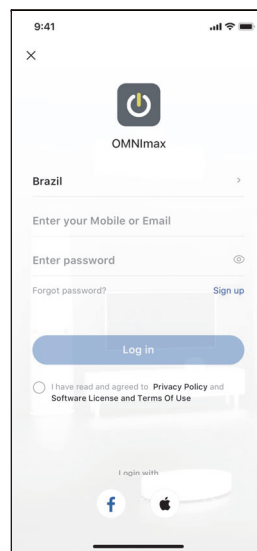 9:41
OMNImax
Brazil
Enter your Mobile or Email
Enter password
Forgot password? Sign up
Log in
I have read and agreed to Privacy Policy and
Software License and Terms Of Use
Login with